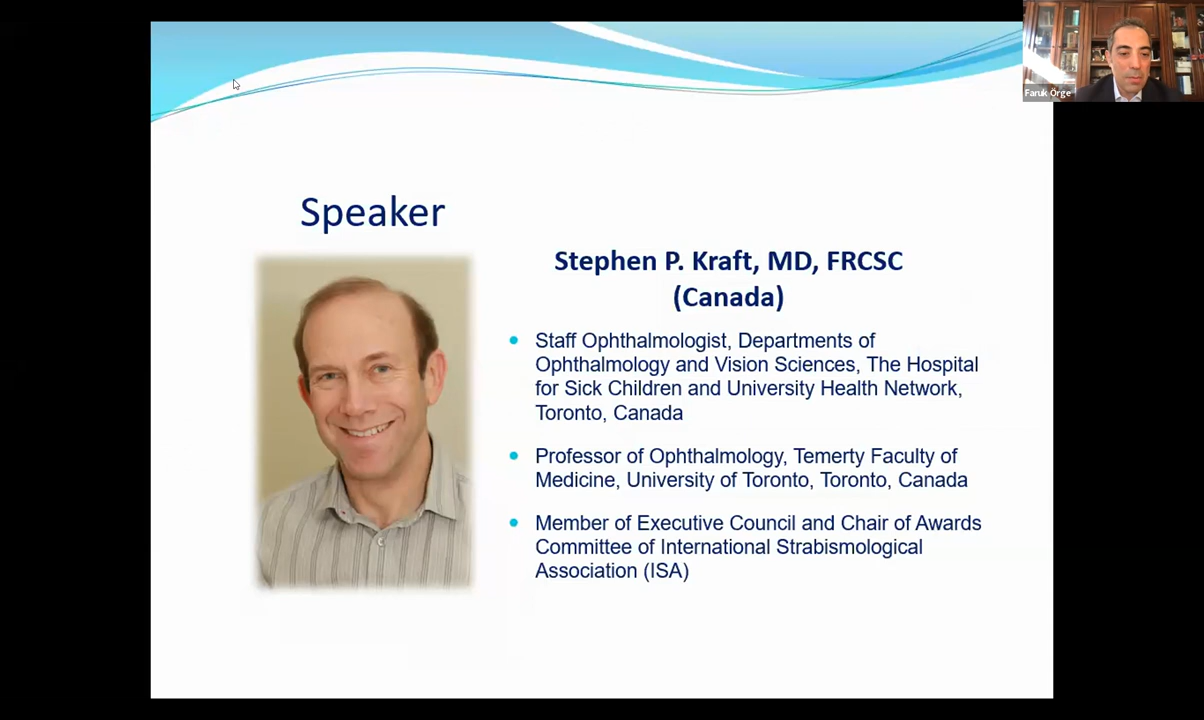 Faruk Örge
Speaker
Stephen P. Kraft, MD, FRCSC
(Canada)
Staff Ophthalmologist, Departments of
Ophthalmology and Vision Sciences, The Hospital
for Sick Children and University Health Network,
Toronto, Canada
Professor of Ophthalmology, Temerty Faculty of
Medicine, University of Toronto, Toronto, Canada
Member of Executive Council and Chair of Awards
Committee of International Strabismological
Association (ISA)